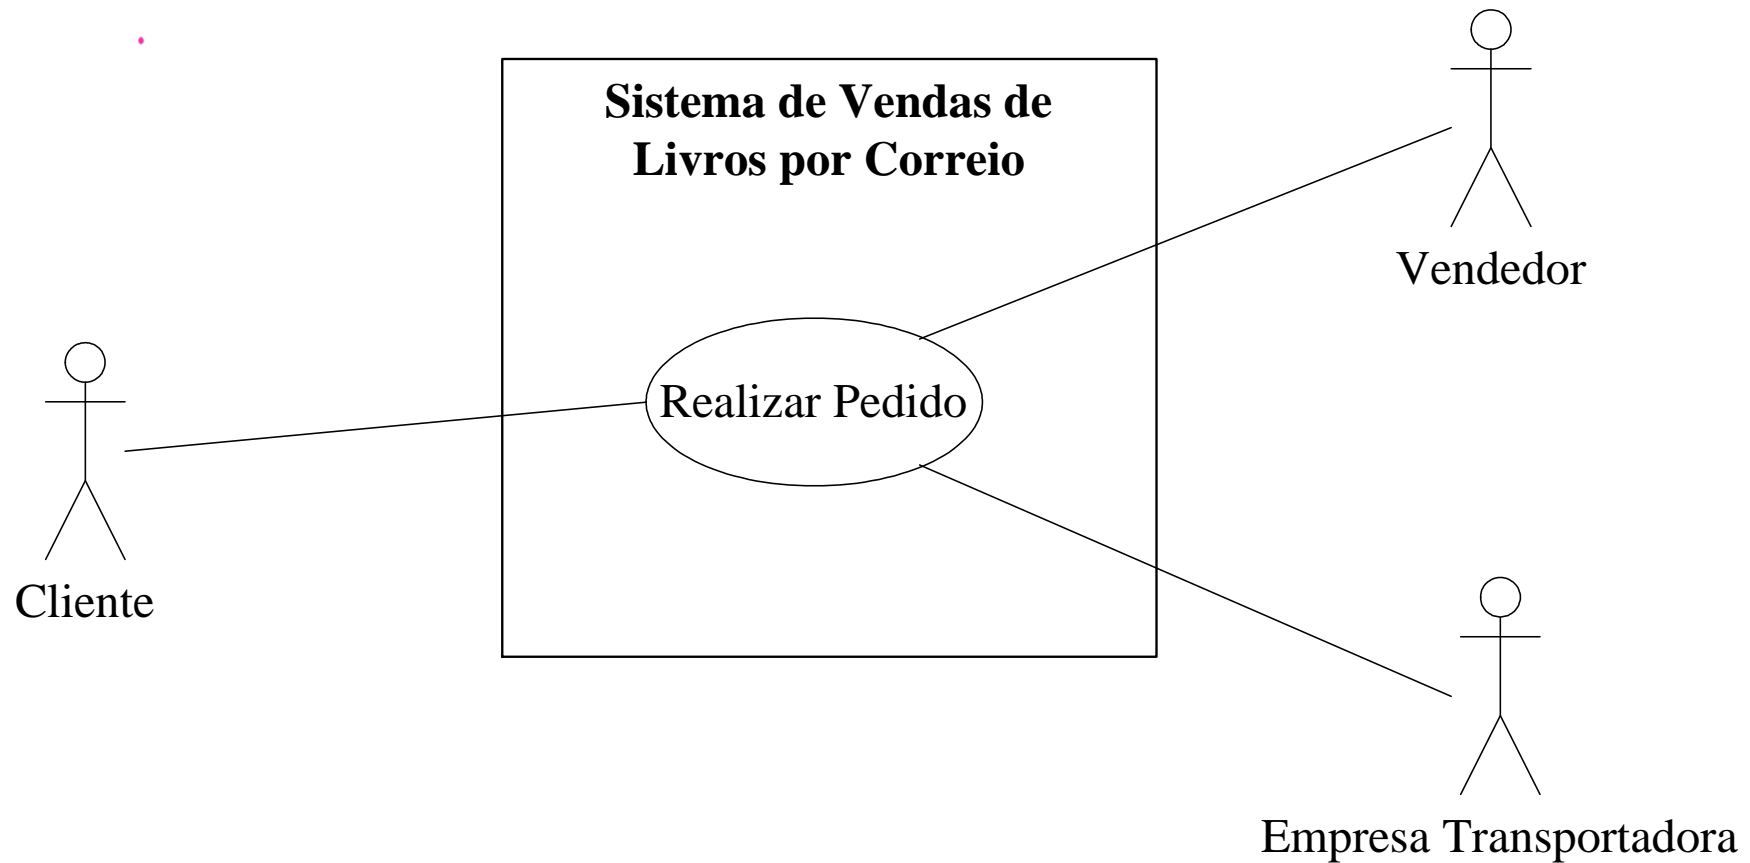 Sistema de Vendas de
Livros por Correio
Vendedor
Realizar Pedido
Cliente
Empresa Transportadora